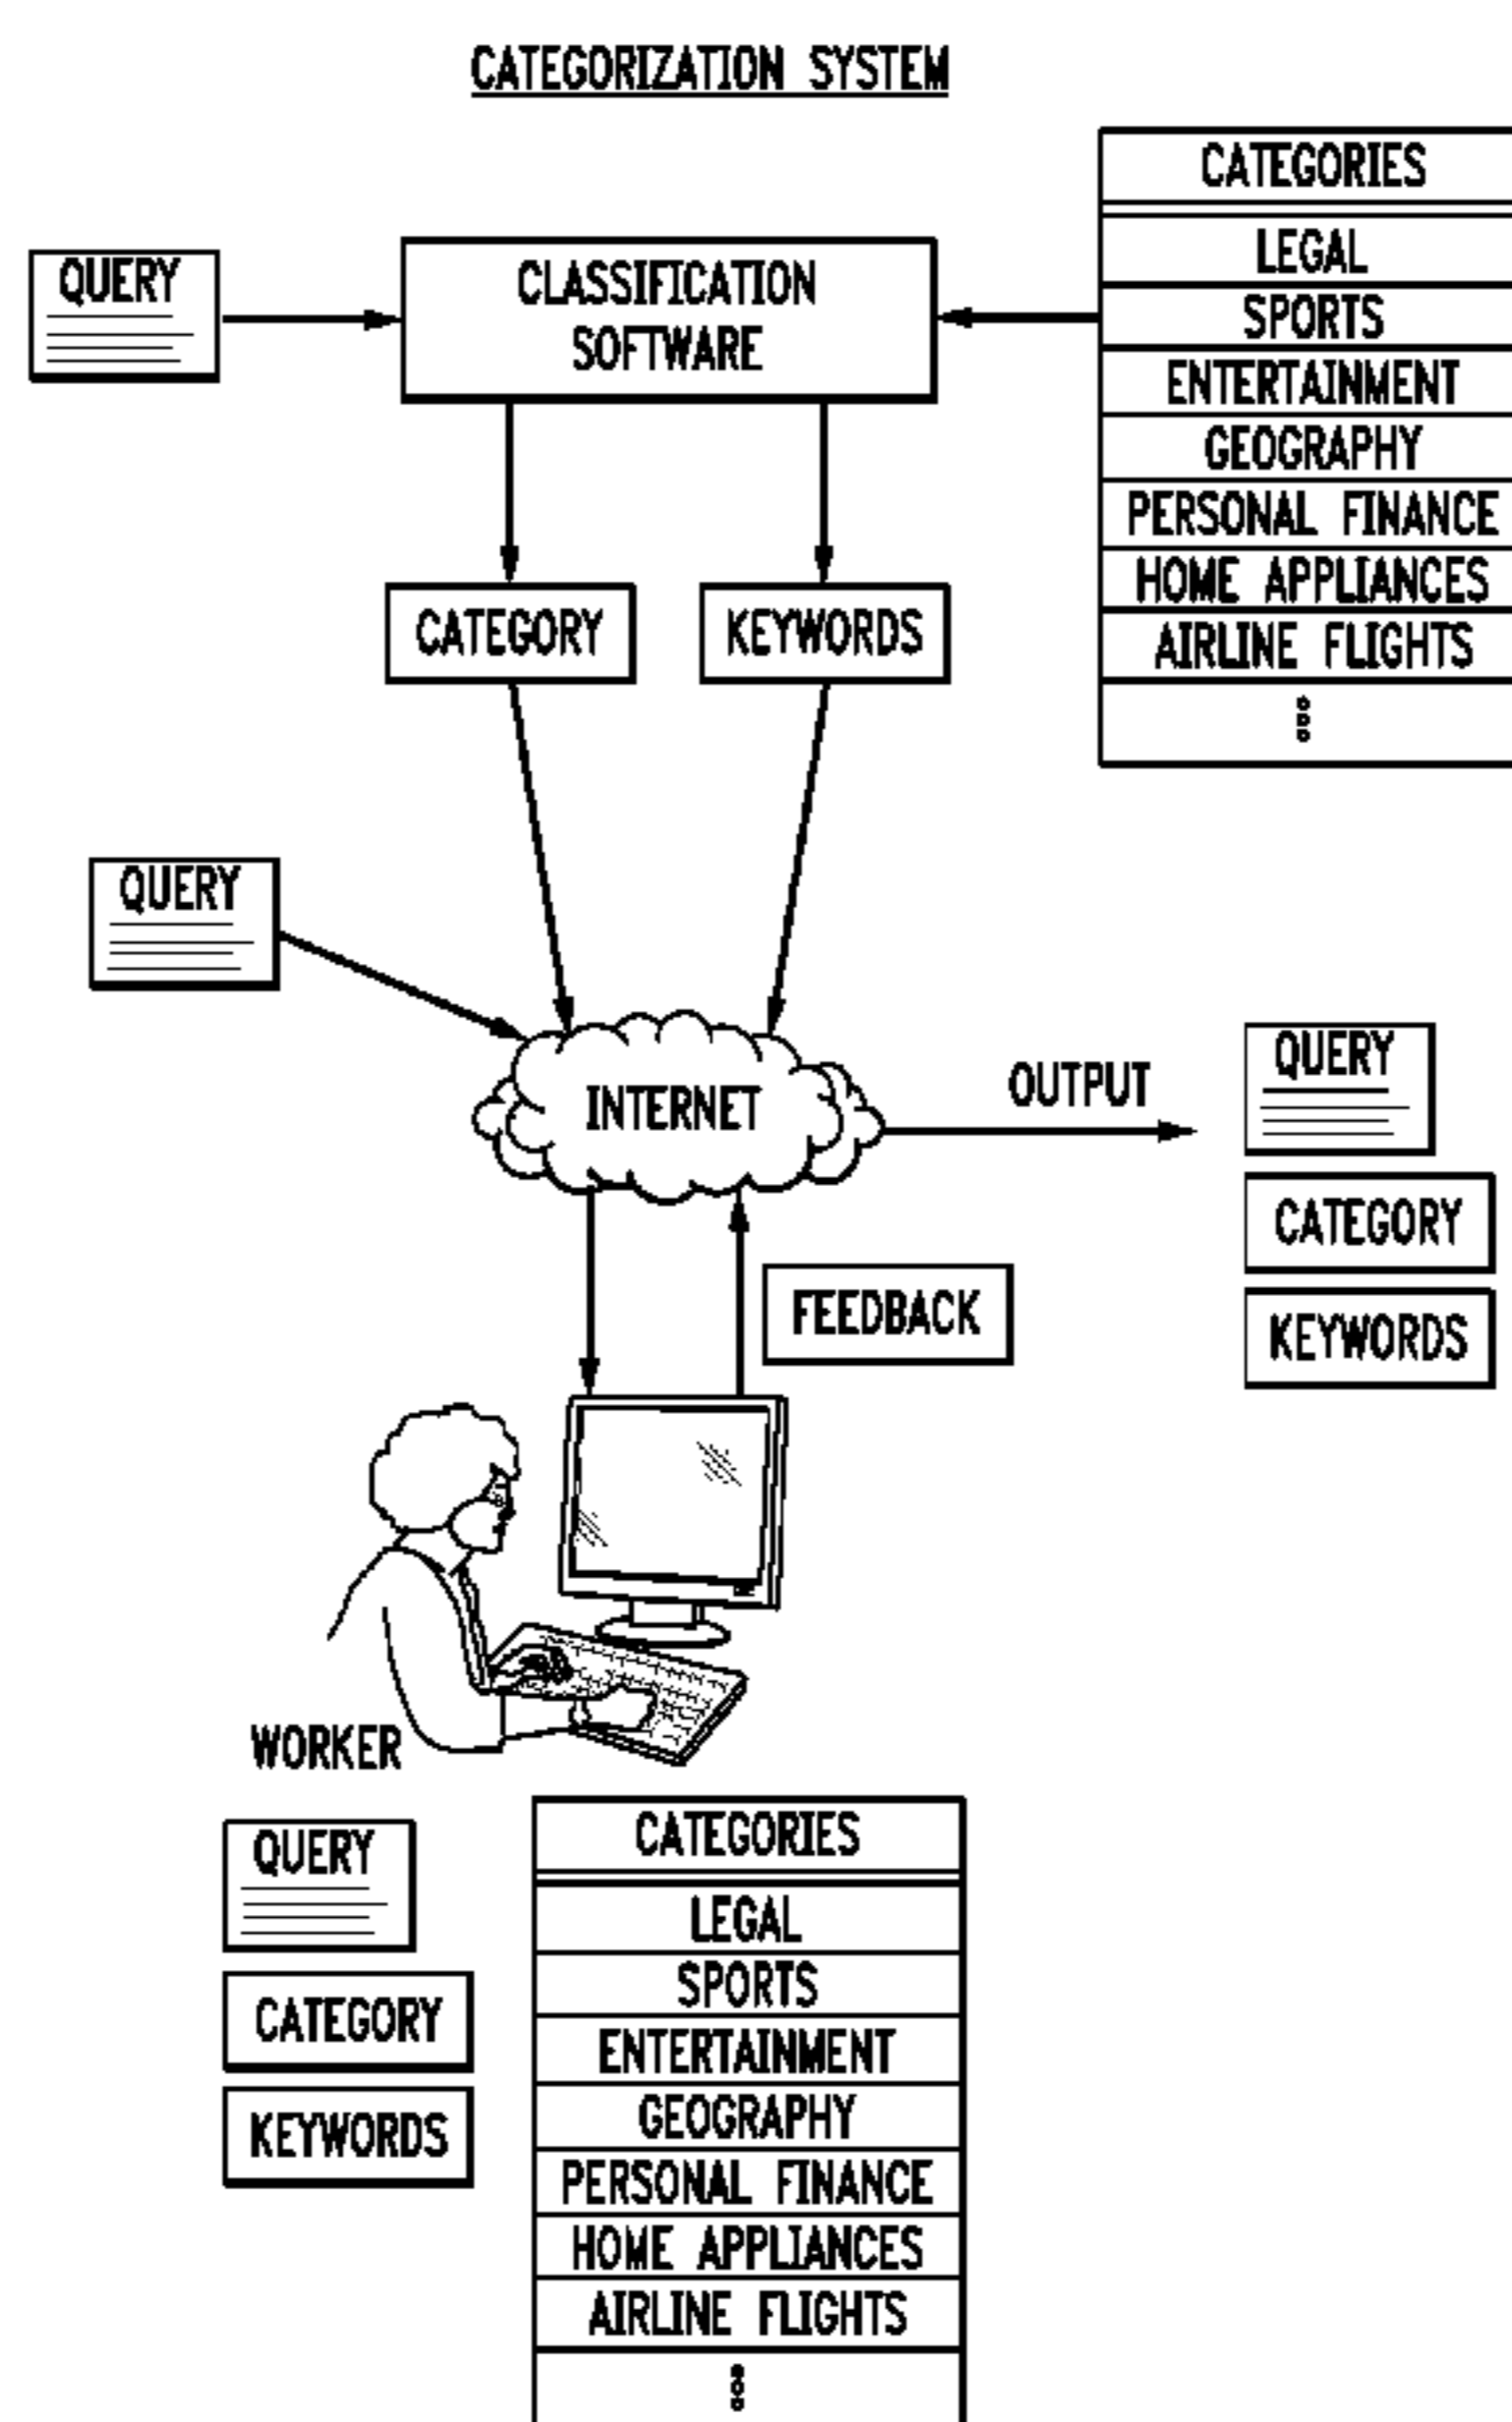 CATEGORIZATION SYSTEM
QUERY
CLASSIFICATION
SOFTWARE
CATEGORIES
LEGAL
SPORTS
ENTERTAINMENT
GEOGRAPHY
PERSONAL FINANCE
HOME APPLIANCES
AIRLINE FLIGHTS
CATEGORY
KEYWORDS
QUERY
INTERNET
OUTPUT
QUERY
CATEGORY
KEYWORDS
FEEDBACK
WORKER
QUERY
CATEGORY
KEYWORDS
CATEGORIES
LEGAL
SPORTS
ENTERTAINMENT
GEOGRAPHY
PERSONAL FINANCE
HOME APPLIANCES
AIRLINE FLIGHTS